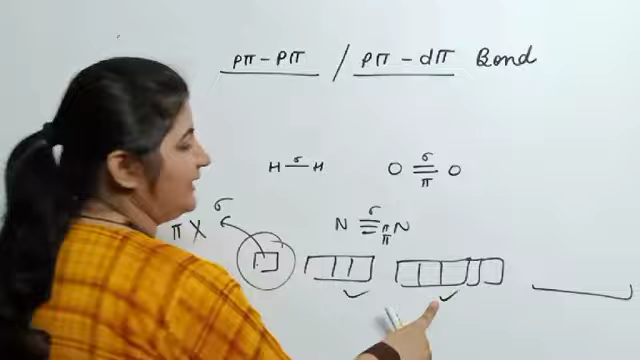 pπ-pπ / pπ-dπ Bond
H σ H O σ π O
N σ π π N
π X σ